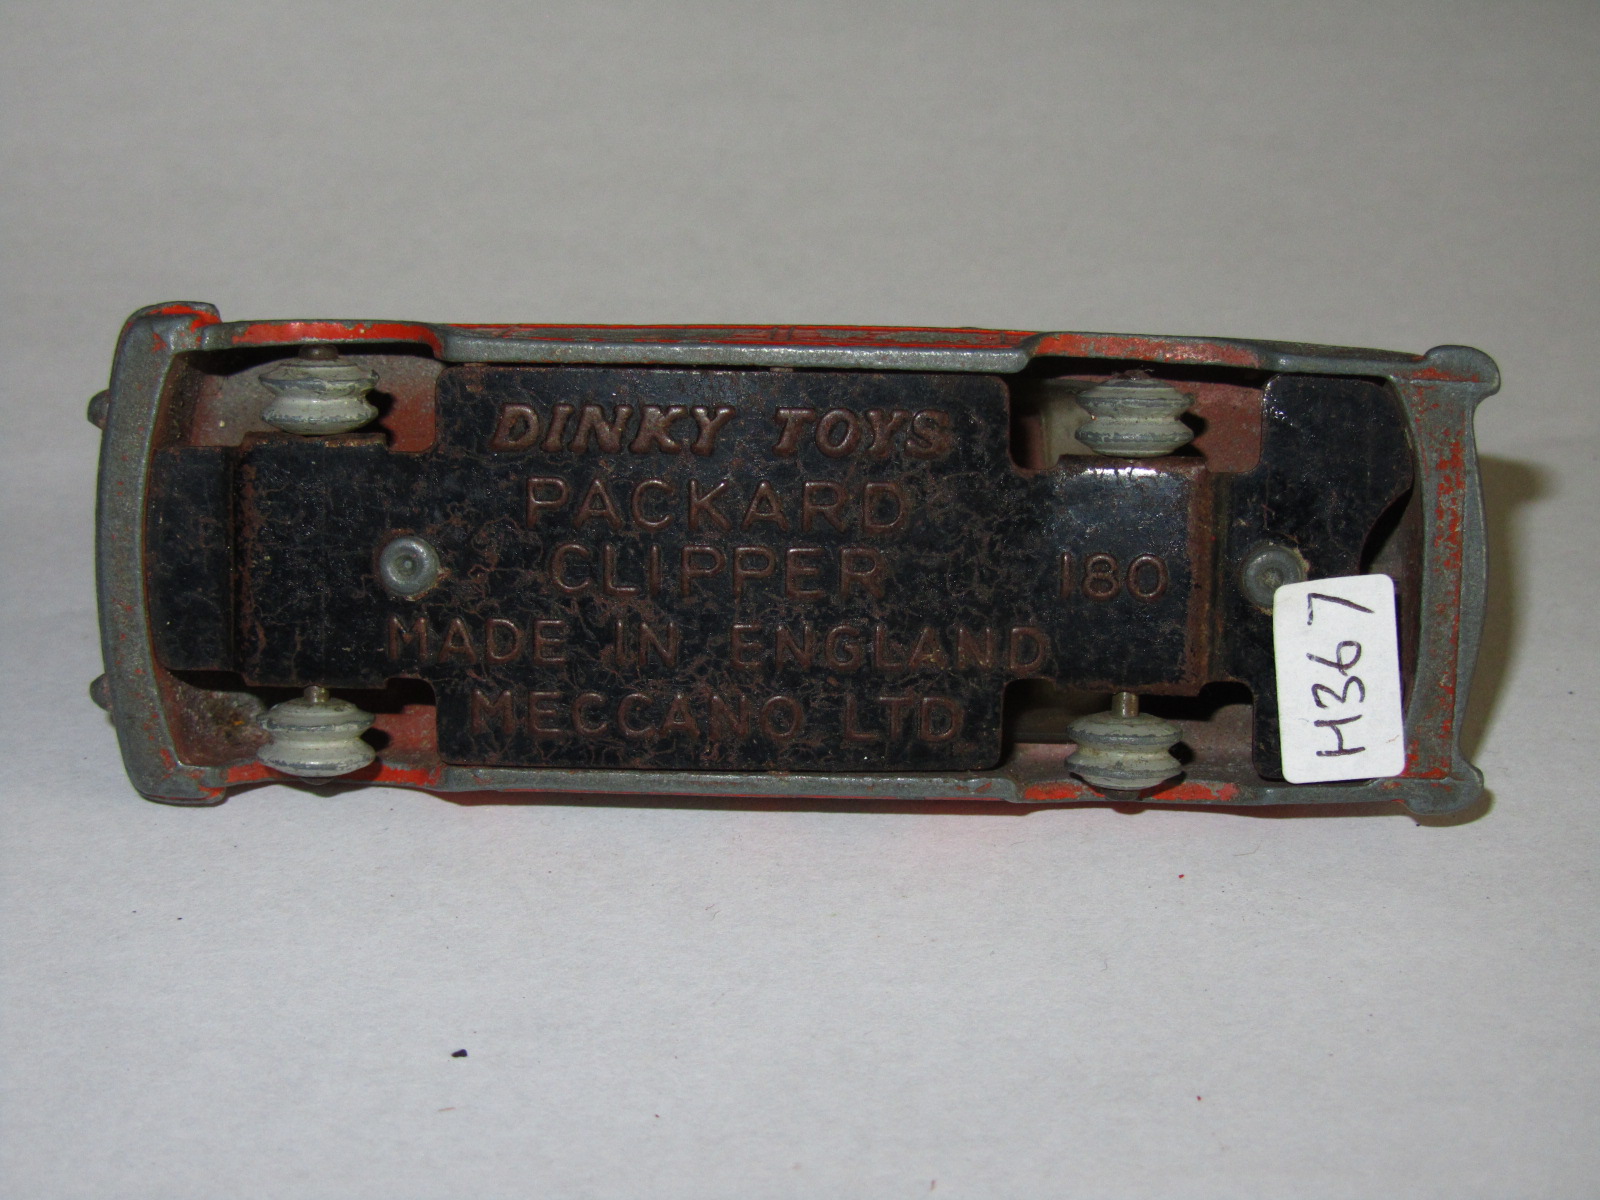 DINKY TOYS
PACKARD
CLIPPER
180
MADE IN ENGLAND
MECCANO LTD
H367